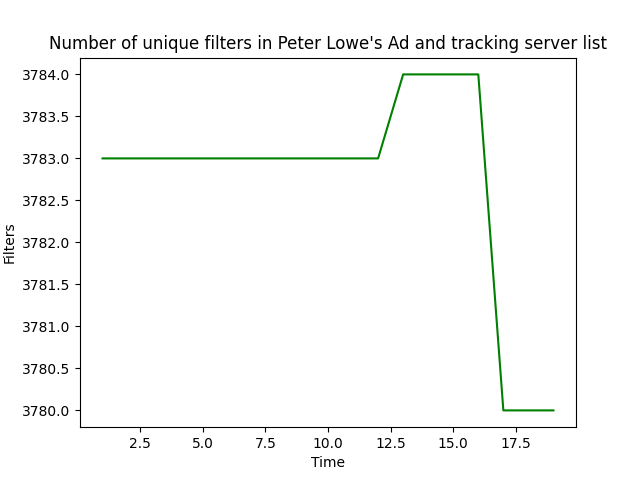 Number of unique filters in Peter Lowe's Ad and tracking server list
3784.0
3783.5
3783.0
3782.5
3782.0
3781.5
3781.0
3780.5
3780.0
Filters
2.5 5.0 7.5 10.0 12.5 15.0 17.5
Time